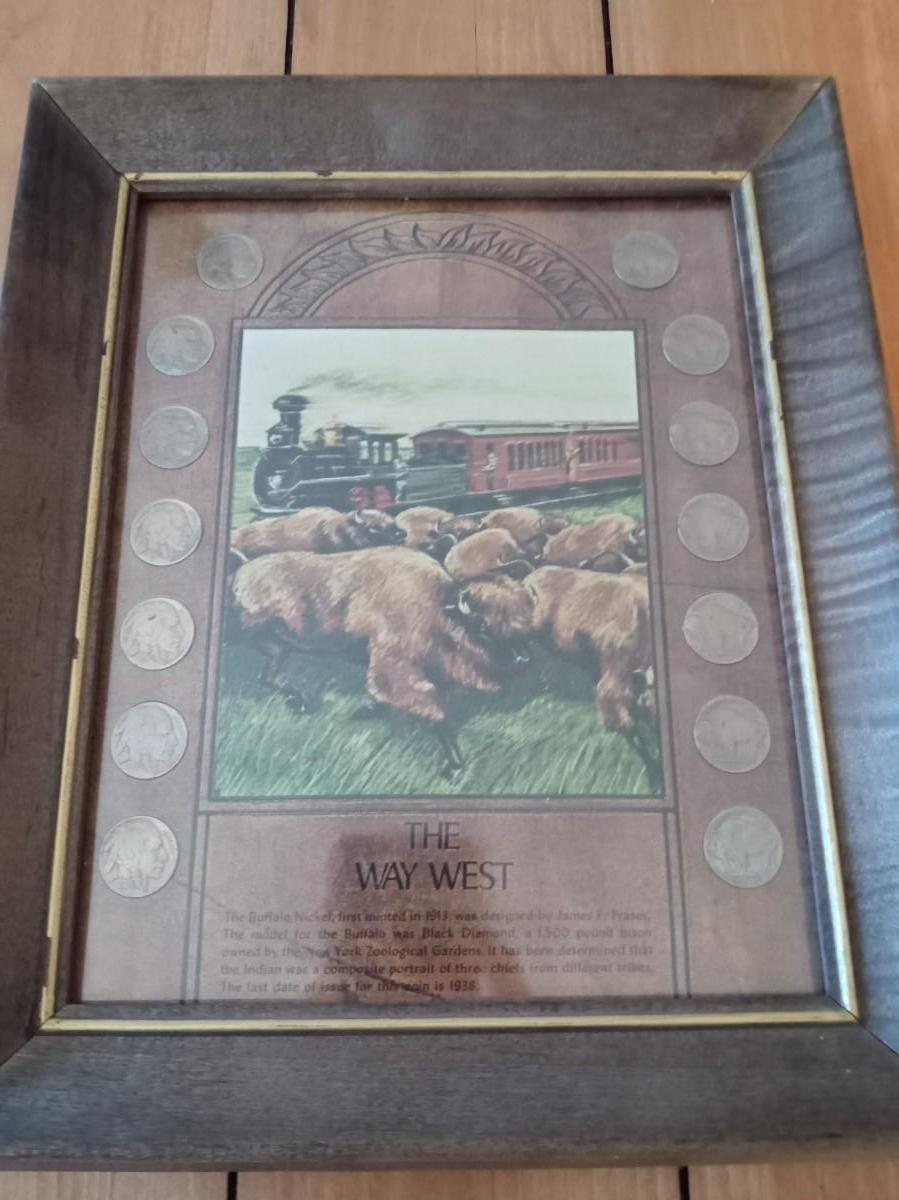 THE
WAY WEST
The Buffalo Nickel, first minted in 1913, was designed by James E. Fraser.
The model for the Buffalo was Black Diamond, a 1,500 pound bison
owned by the New York Zoological Gardens. It has been determined that
the Indian was a composite portrait of three chiefs from different tribes.
The last date of issue for this coin is 1938.